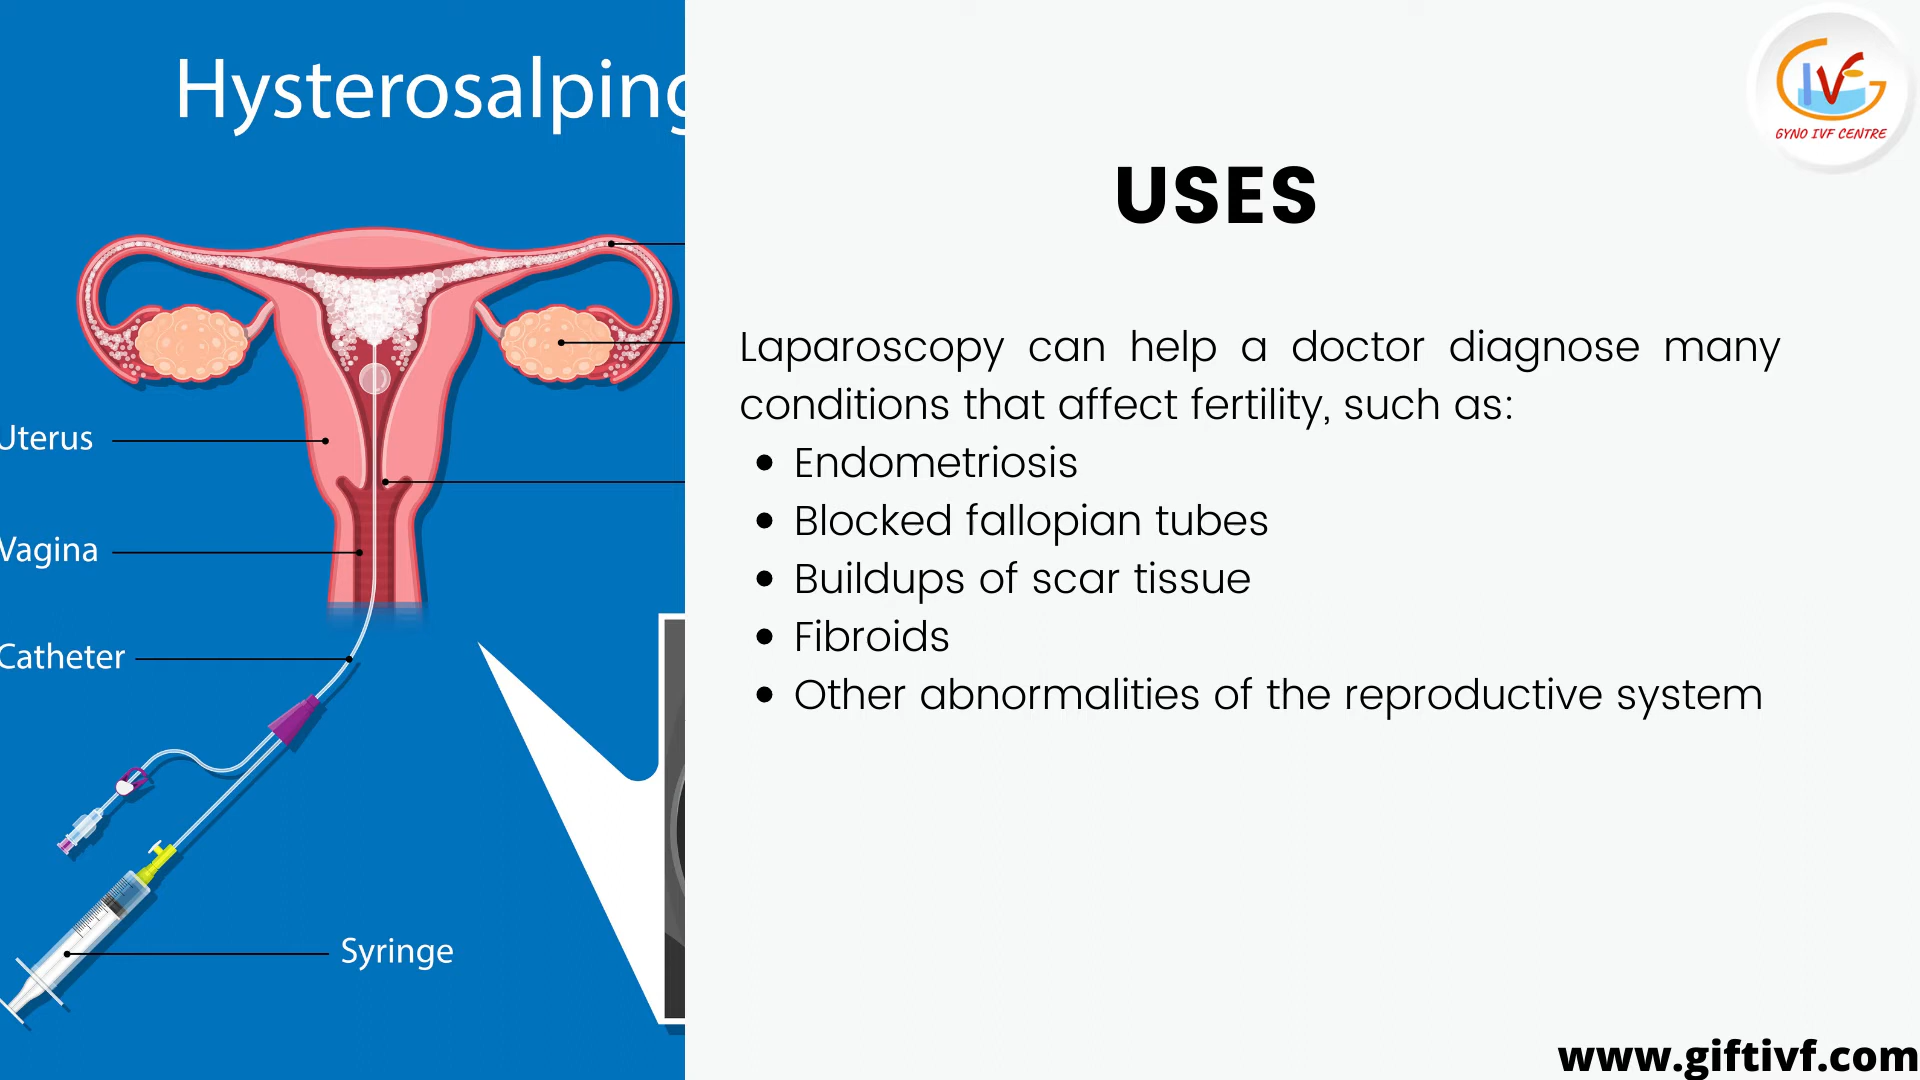 Hysterosalping
Uterus
Vagina
Catheter
Syringe
IVF
GYNO IVF CENTRE
USES
Laparoscopy can help a doctor diagnose many
conditions that affect fertility, such as:
• Endometriosis
• Blocked fallopian tubes
• Buildups of scar tissue
• Fibroids
• Other abnormalities of the reproductive system
www.giftivf.com